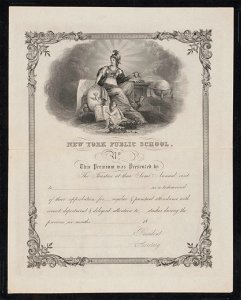 NEW YORK PUBLIC SCHOOL.
No
This Premium was Presented by
The Trustees at their Semi Annual visit
to as a testimonial
of their approbation for regular & punctual attendance with
correct deportment & diligent attention to studies during the
previous six months. 18
President
Secretary